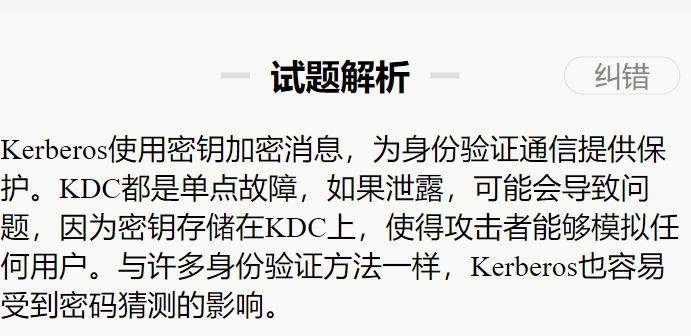 试题解析
纠错
Kerberos使用密钥加密消息，为身份验证通信提供保
护。KDC都是单点故障，如果泄露，可能会导致问
题，因为密钥存储在KDC上，使得攻击者能够模拟任
何用户。与许多身份验证方法一样，Kerberos也容易
受到密码猜测的影响。